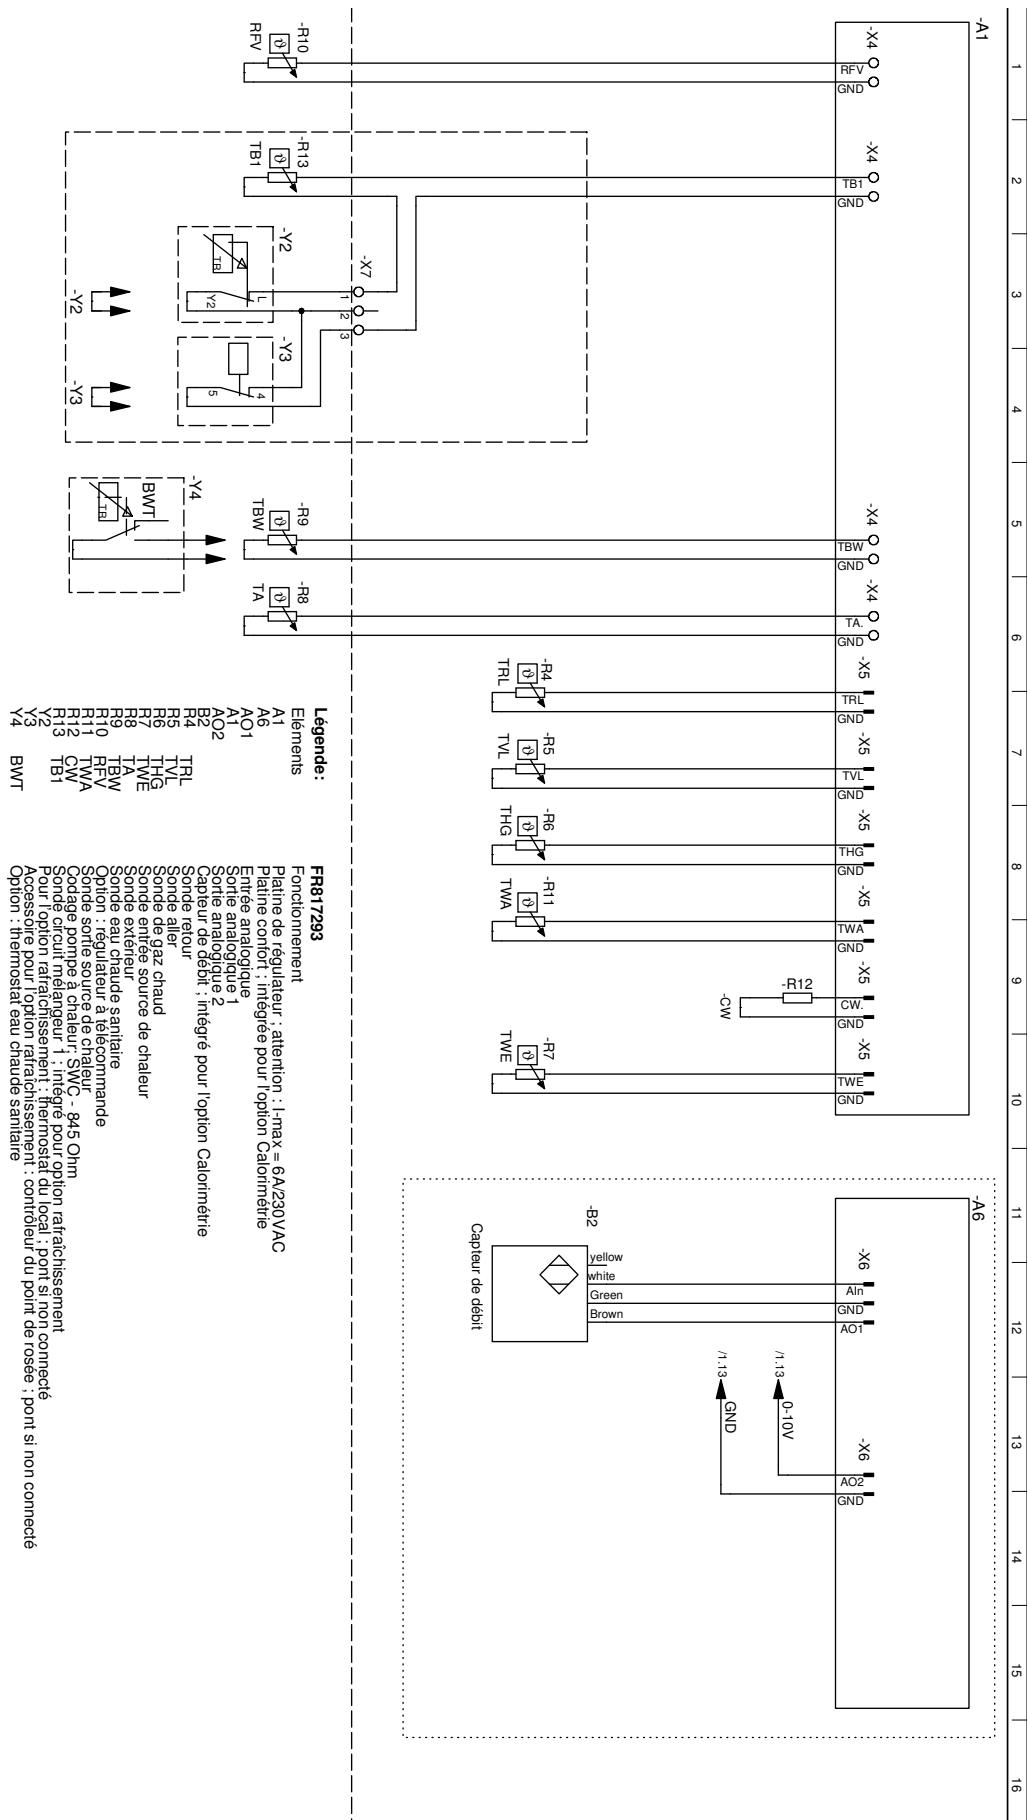 1
2
3
4
5
6
7
8
9
10
11
12
13
14
15
16
-A1
-X4
RFV
GND
-X4
TB1
GND
-X4
TBW
GND
-X4
TA.
GND
-X5
TRL
GND
-X5
TVL
GND
-X5
THG
GND
-X5
TWA
GND
-X5
CW.
GND
-X5
TWE
GND
-A6
-X6
AIn
GND
AO1
-X6
AO2
GND
-R10
RFV
ϑ
-R13
TB1
ϑ
-X7
1
2
3
-Y2
TR
L
Y2
-Y3
4
5
-Y2
-Y3
-Y4
BWT
TR
-R9
TBW
ϑ
-R8
TA
ϑ
-R4
TRL
ϑ
-R5
TVL
ϑ
-R6
THG
ϑ
-R11
TWA
ϑ
-R12
-CW
-R7
TWE
ϑ
-B2
yellow
white
Green
Brown
Capteur de débit
0-10V
/1.13
GND
/1.13
Légende: FR817293
Eléments Fonctionnement
A1 Platine de régulateur ; attention : I-max = 6A/230VAC
A6 Platine confort ; intégrée pour l'option Calorimétrie
AO1 Entrée analogique
A1 Sortie analogique 1
AO2 Sortie analogique 2
B2 Capteur de débit ; intégré pour l'option Calorimétrie
R4 TRL Sonde retour
R5 TVL Sonde aller
R6 THG Sonde de gaz chaud
R7 TWE Sonde entrée source de chaleur
R8 TA Sonde extérieur
R9 TBW Sonde eau chaude sanitaire
R10 RFV Option : régulateur à télécommande
R11 TWA Sonde sortie source de chaleur
R12 CW Codage pompe à chaleur; SWC - 845 Ohm
R13 TB1 Sonde circuit mélangeur 1 ; intégré pour option rafraîchissement
Y2 Pour l'option rafraîchissement : thermostat du local ; pont si non connecté
Y3 Accessoire pour l'option rafraîchissement : contrôleur du point de rosée ; pont si non connecté
Y4 BWT Option : thermostat eau chaude sanitaire